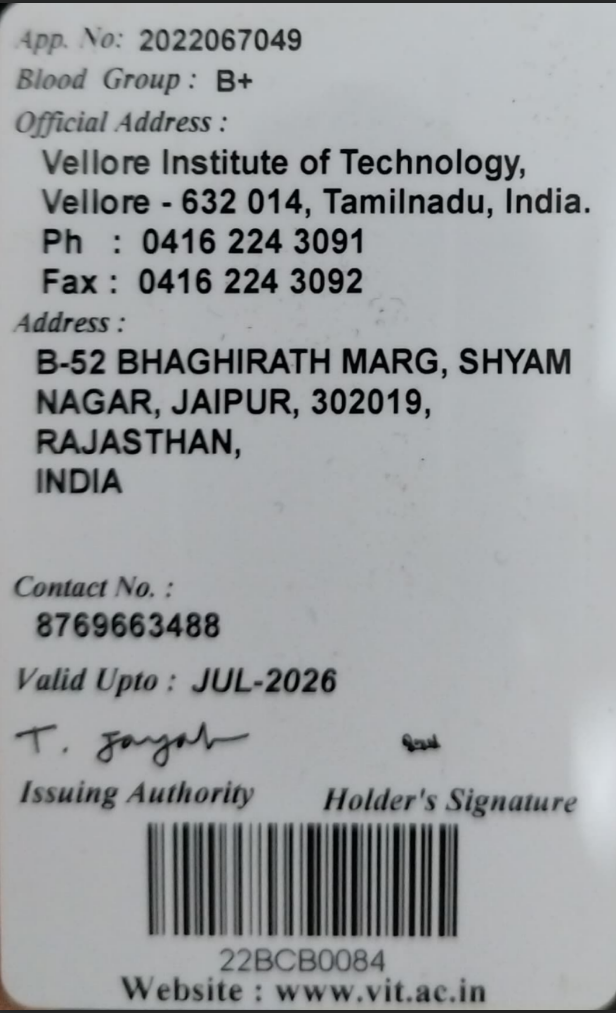 App. No: 2022067049
Blood Group : B+
Official Address :
Vellore Institute of Technology,
Vellore - 632 014, Tamilnadu, India.
Ph : 0416 224 3091
Fax : 0416 224 3092
Address :
B-52 BHAGHIRATH MARG, SHYAM
NAGAR, JAIPUR, 302019,
RAJASTHAN,
INDIA
Contact No. :
8769663488
Valid Upto : JUL-2026
Issuing Authority Holder's Signature
22BCB0084
Website : www.vit.ac.in